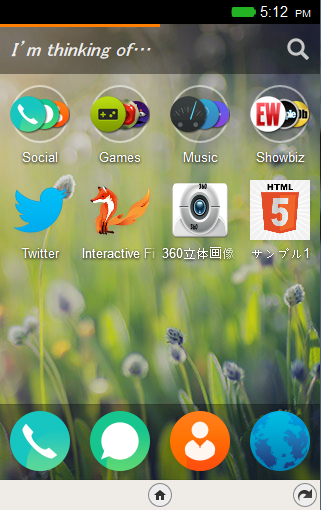 5:12 PM
I'm thinking of…
Social Games Music Showbiz
EW
Twitter Interactive Fi 360立体画像 サンプル1
360
HTML
5